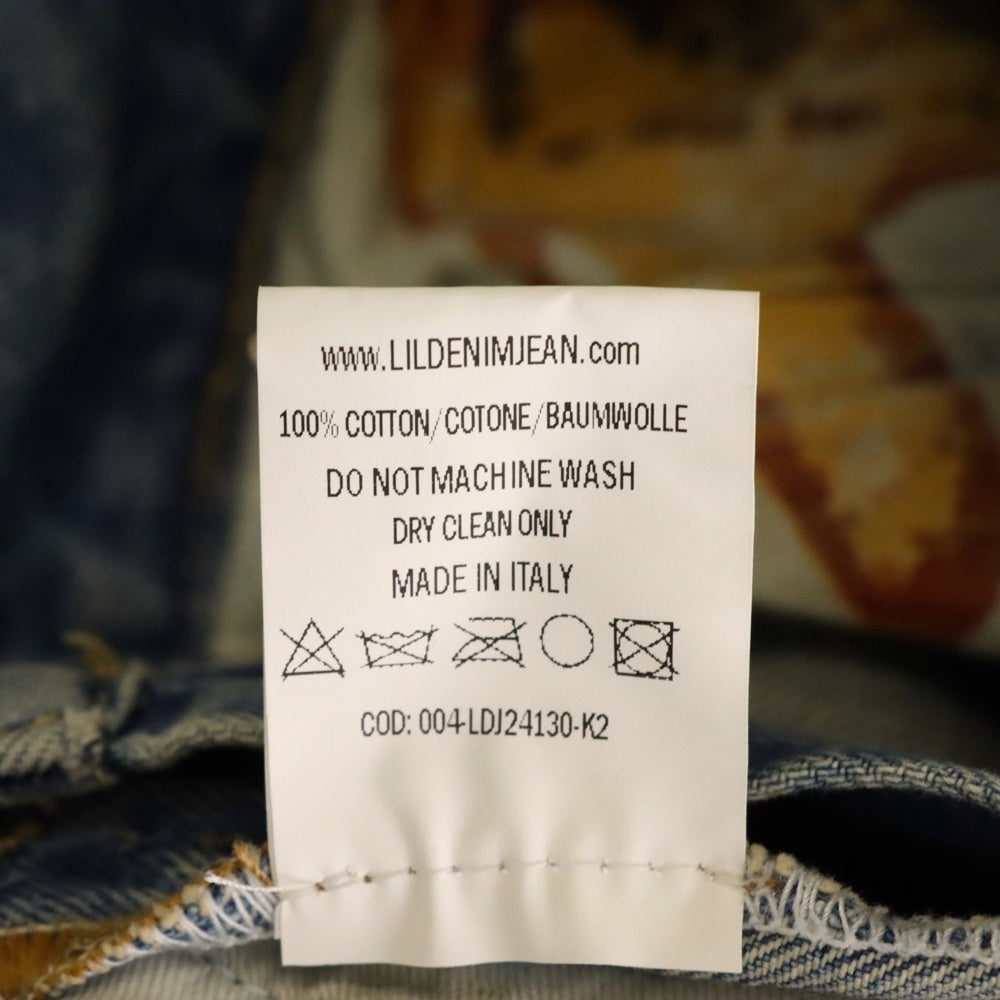 www.LILDENIMJEAN.com
100% COTTON/COTONE/BAUMWOLLE
DO NOT MACHINE WASH
DRY CLEAN ONLY
MADE IN ITALY
COD: 004-LDJ24130-K2